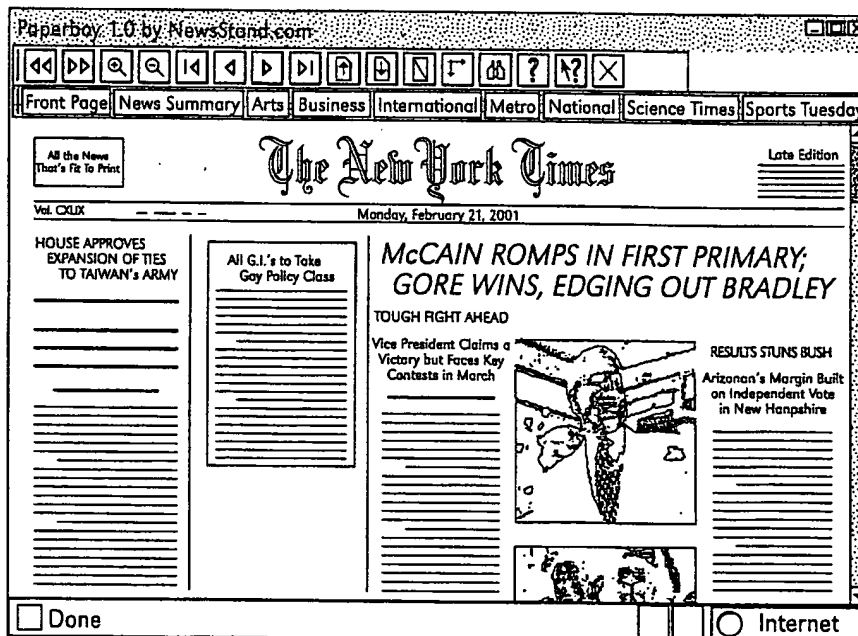 Paperboy 1.0 by NewsStand.com
? ?
Front Page News Summary Arts Business International Metro National Science Times Sports Tuesday
All the News
That's Fit To Print
The New York Times
Late Edition
Vol. CXLIX
Monday, February 21, 2001
HOUSE APPROVES
EXPANSION OF TIES
TO TAIWAN's ARMY
All G.I.'s to Take
Gay Policy Class
McCAIN ROMPS IN FIRST PRIMARY;
GORE WINS, EDGING OUT BRADLEY
TOUGH FIGHT AHEAD
Vice President Claims a
Victory but Faces Key
Contests in March
RESULTS STUNS BUSH
Arizonan's Margin Built
on Independent Vote
in New Hanpshire
Done
Internet